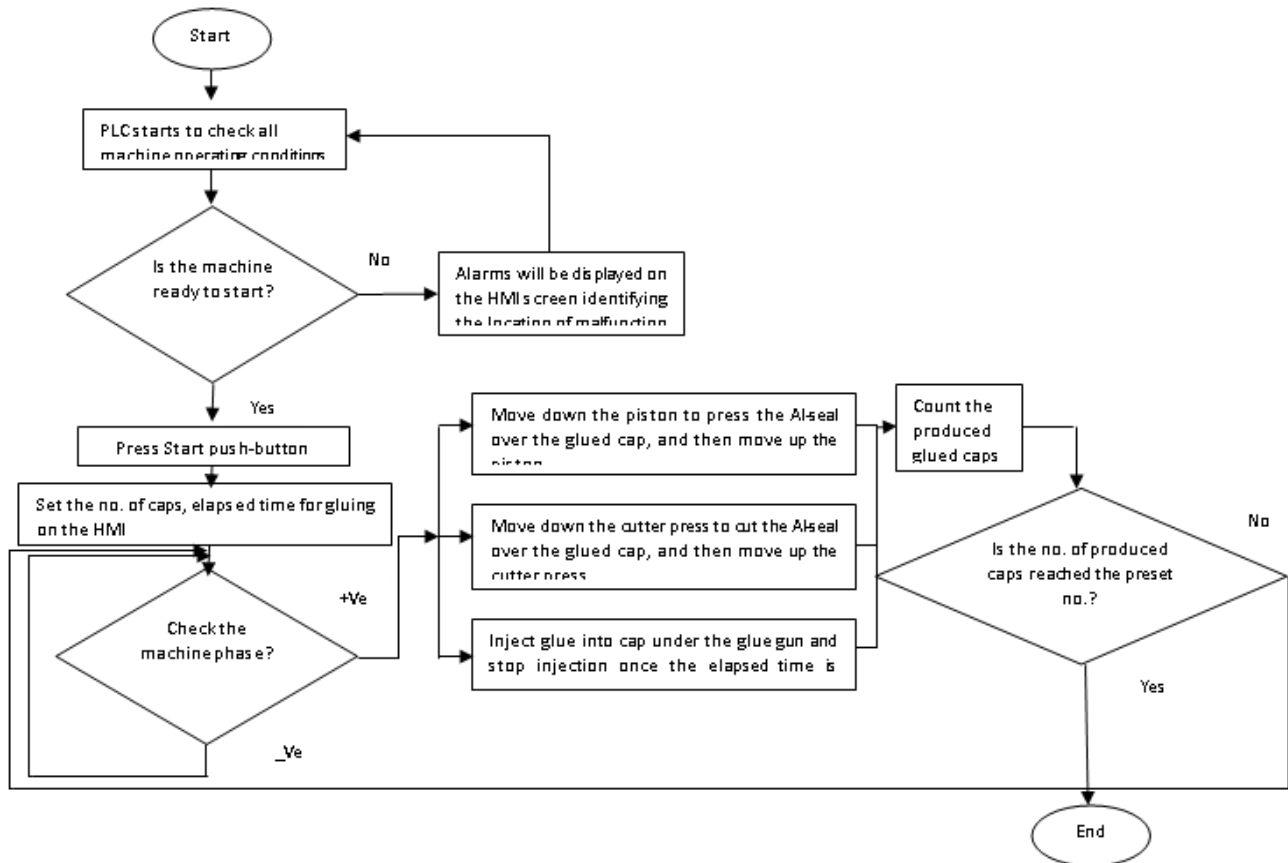 Start
PLC starts to check all
machine operating conditions
Is the machine
ready to start?
No
Alarms will be displayed on
the HMI screen identifying
the location of malfunction
Yes
Press Start push-button
Set the no. of caps, elapsed time for gluing
on the HMI
Check the
machine phase?
+Ve
_Ve
Move down the piston to press the Al-seal
over the glued cap, and then move up the
piston
Move down the cutter press to cut the Al-seal
over the glued cap, and then move up the
cutter press
Inject glue into cap under the glue gun and
stop injection once the elapsed time is
Count the
produced
glued caps
Is the no. of produced
caps reached the preset
no.?
No
Yes
End